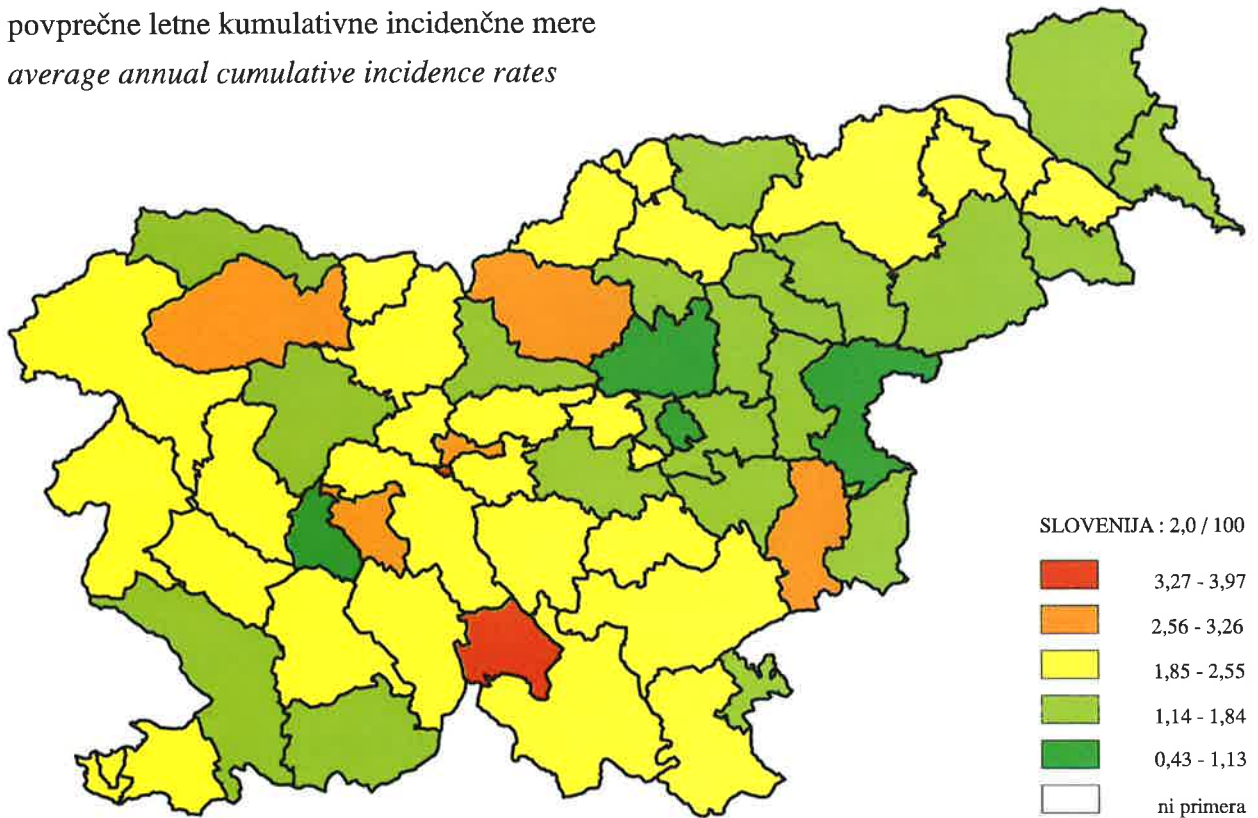 povprečne letne kumulativne incidenčne mere
average annual cumulative incidence rates
SLOVENIJA : 2,0 / 100
3,27 - 3,97
2,56 - 3,26
1,85 - 2,55
1,14 - 1,84
0,43 - 1,13
ni primera